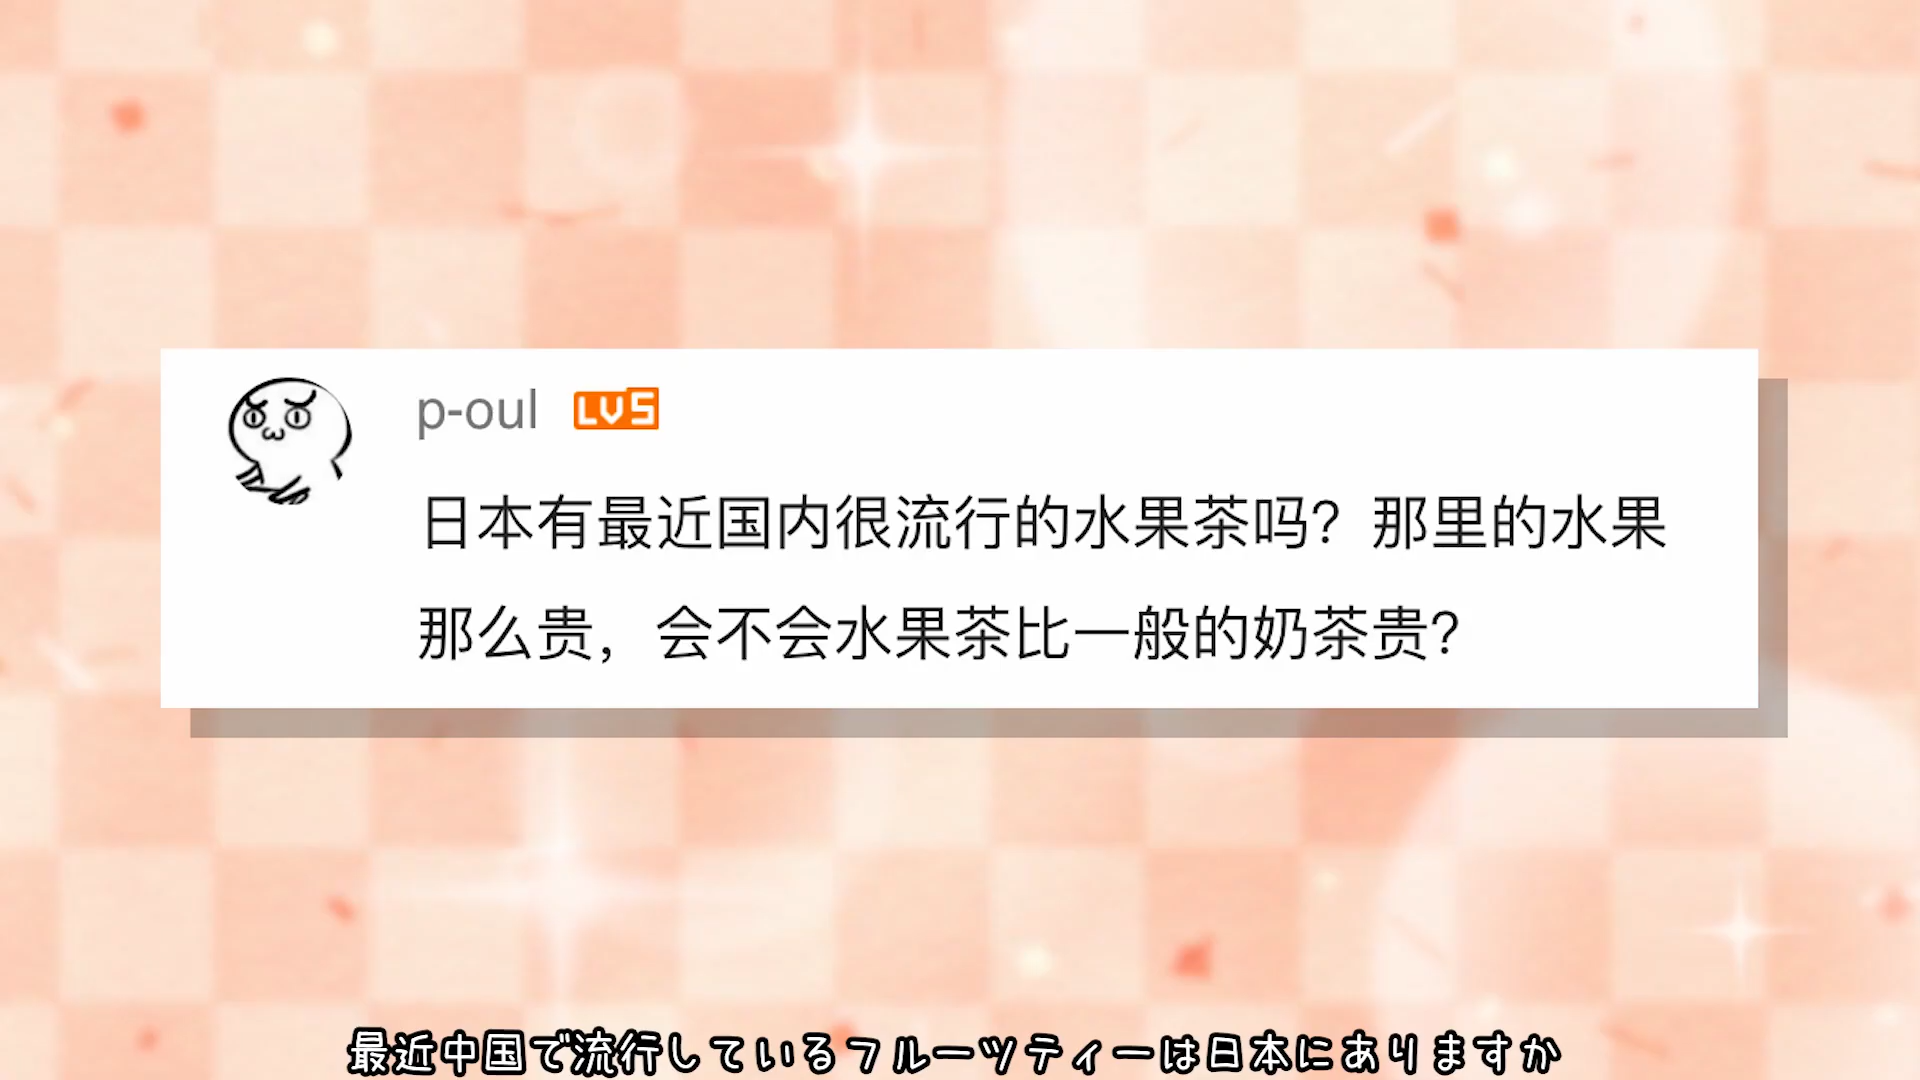 p-oul LV5
日本有最近国内很流行的水果茶吗？那里的水果
那么贵，会不会水果茶比一般的奶茶贵？
最近中国で流行しているフルーツティーは日本にありますか